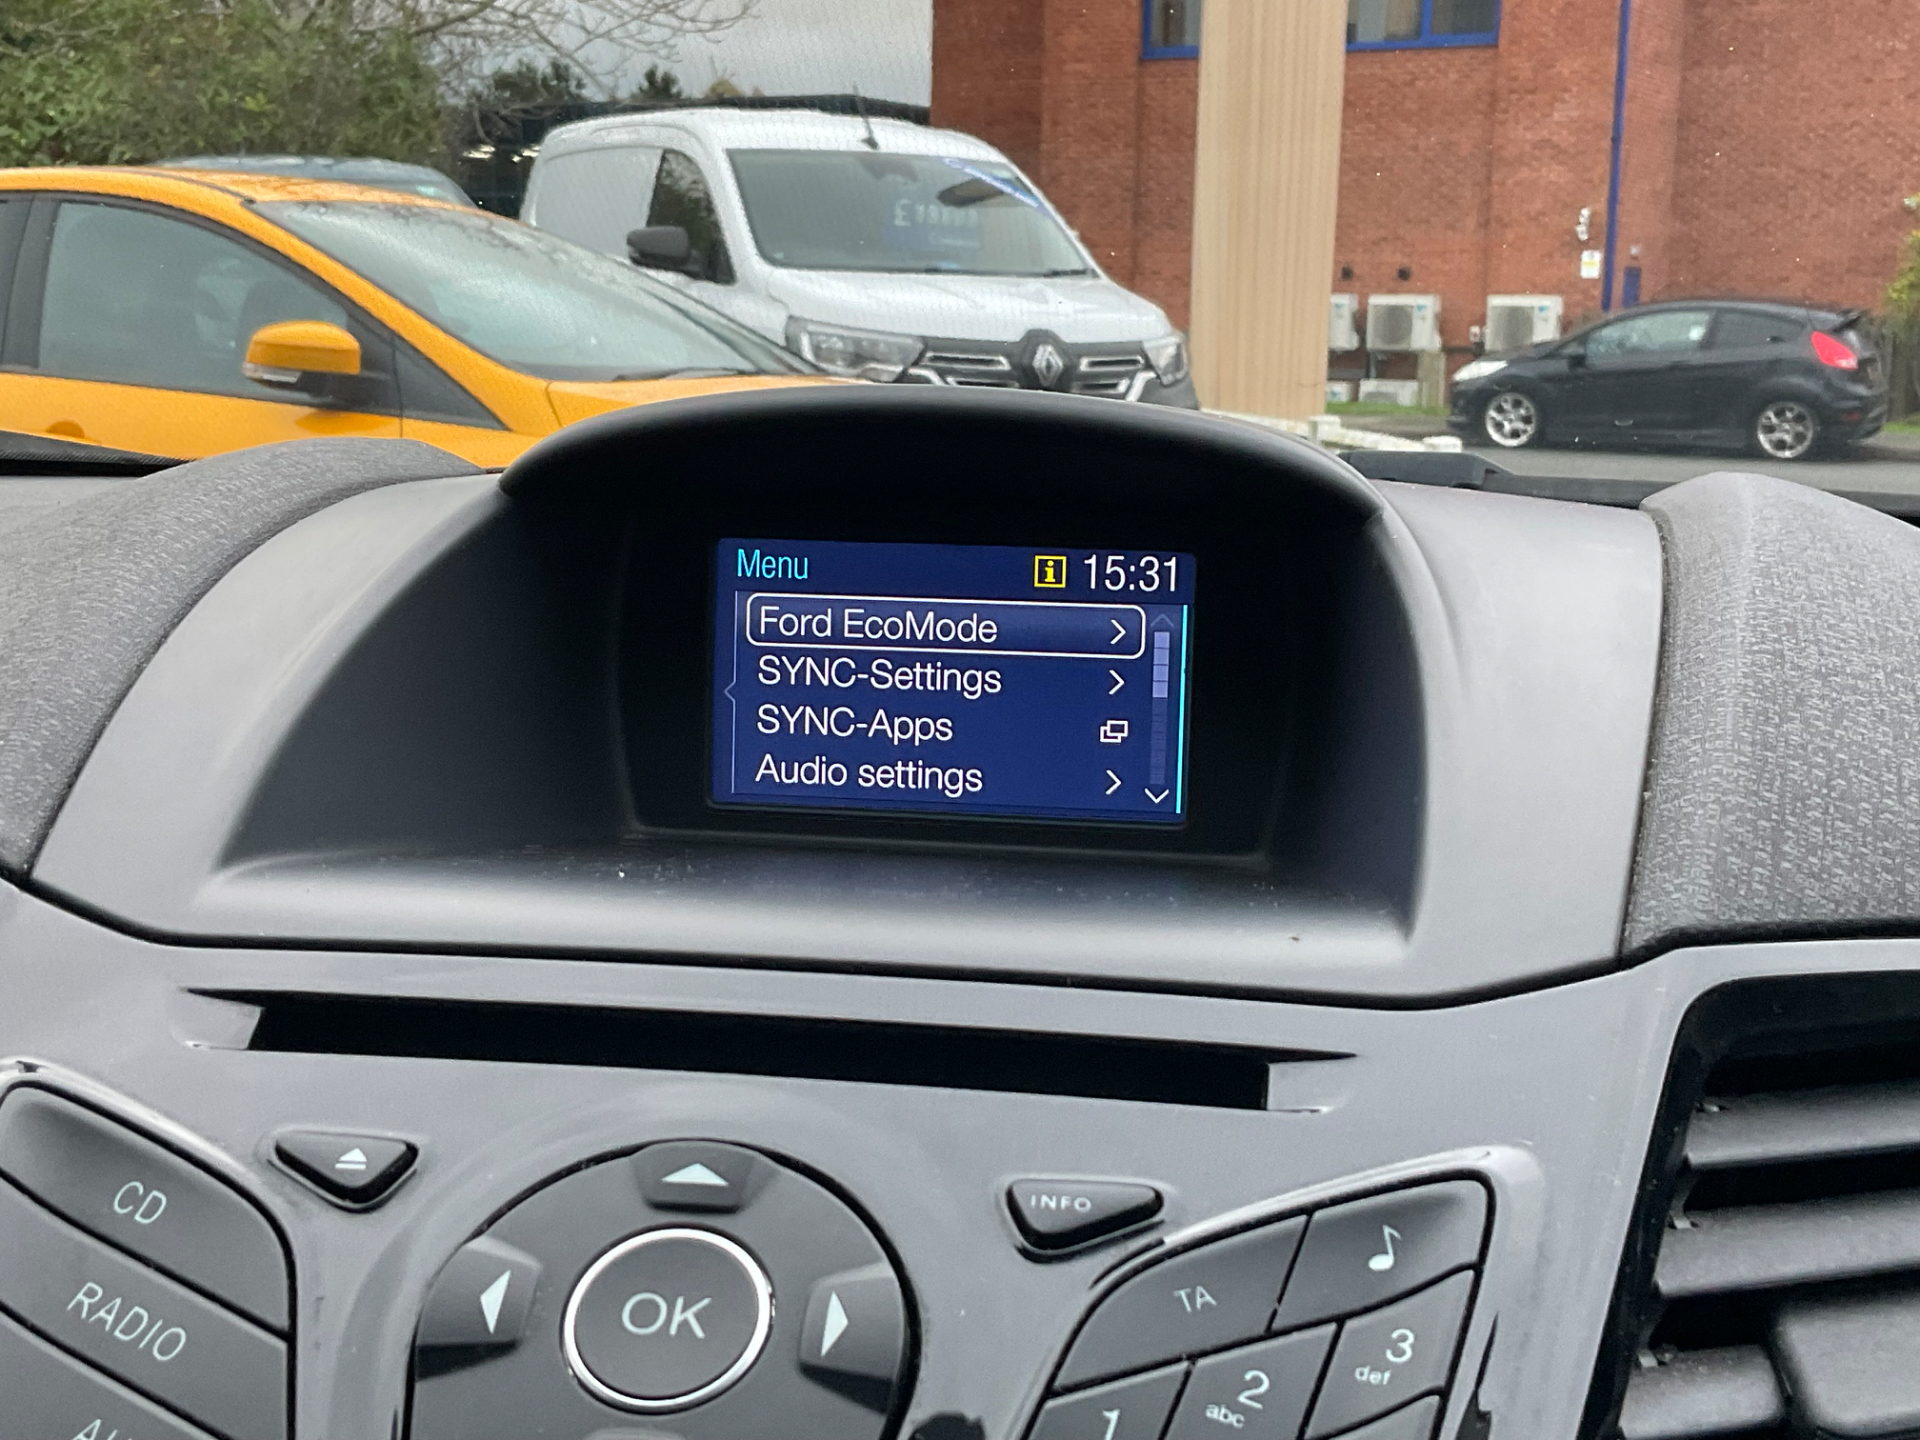 Menu 15:31
Ford EcoMode
SYNC-Settings
SYNC-Apps
Audio settings
CD
INFO
RADIO
TA
OK
3
def
2
abc
1